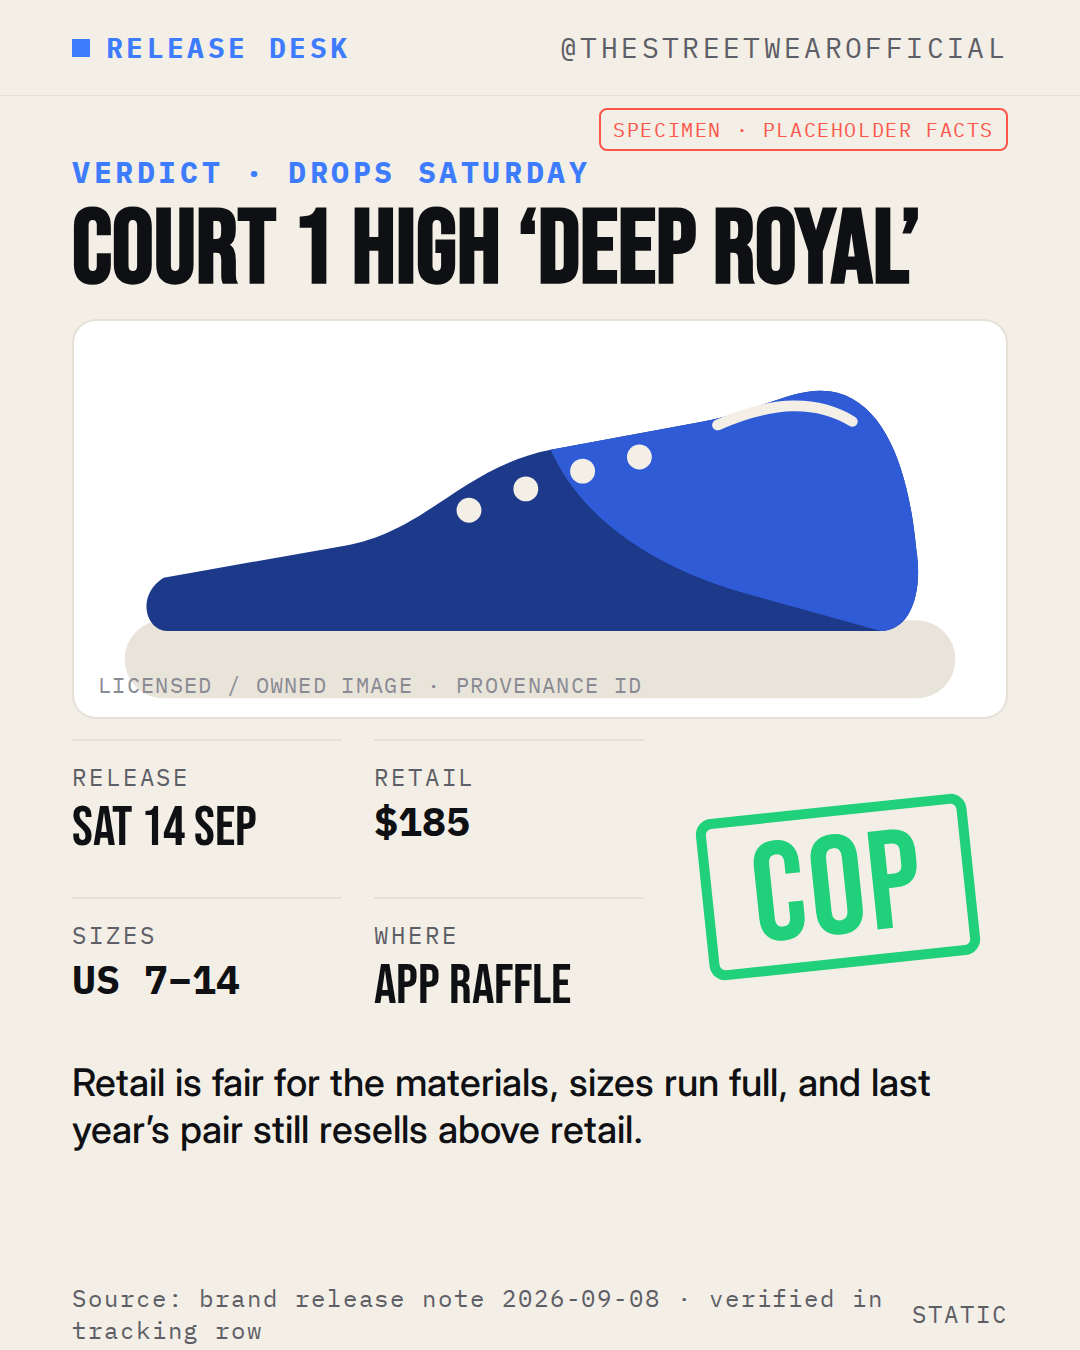 RELEASE DESK
@THESTREETWEAROFFICIAL
SPECIMEN · PLACEHOLDER FACTS
VERDICT · DROPS SATURDAY
COURT 1 HIGH ‘DEEP ROYAL’
LICENSED / OWNED IMAGE · PROVENANCE ID
RELEASE
SAT 14 SEP
RETAIL
$185
SIZES
US 7–14
WHERE
APP RAFFLE
COP
Retail is fair for the materials, sizes run full, and last
year’s pair still resells above retail.
Source: brand release note 2026-09-08 · verified in
tracking row
STATIC